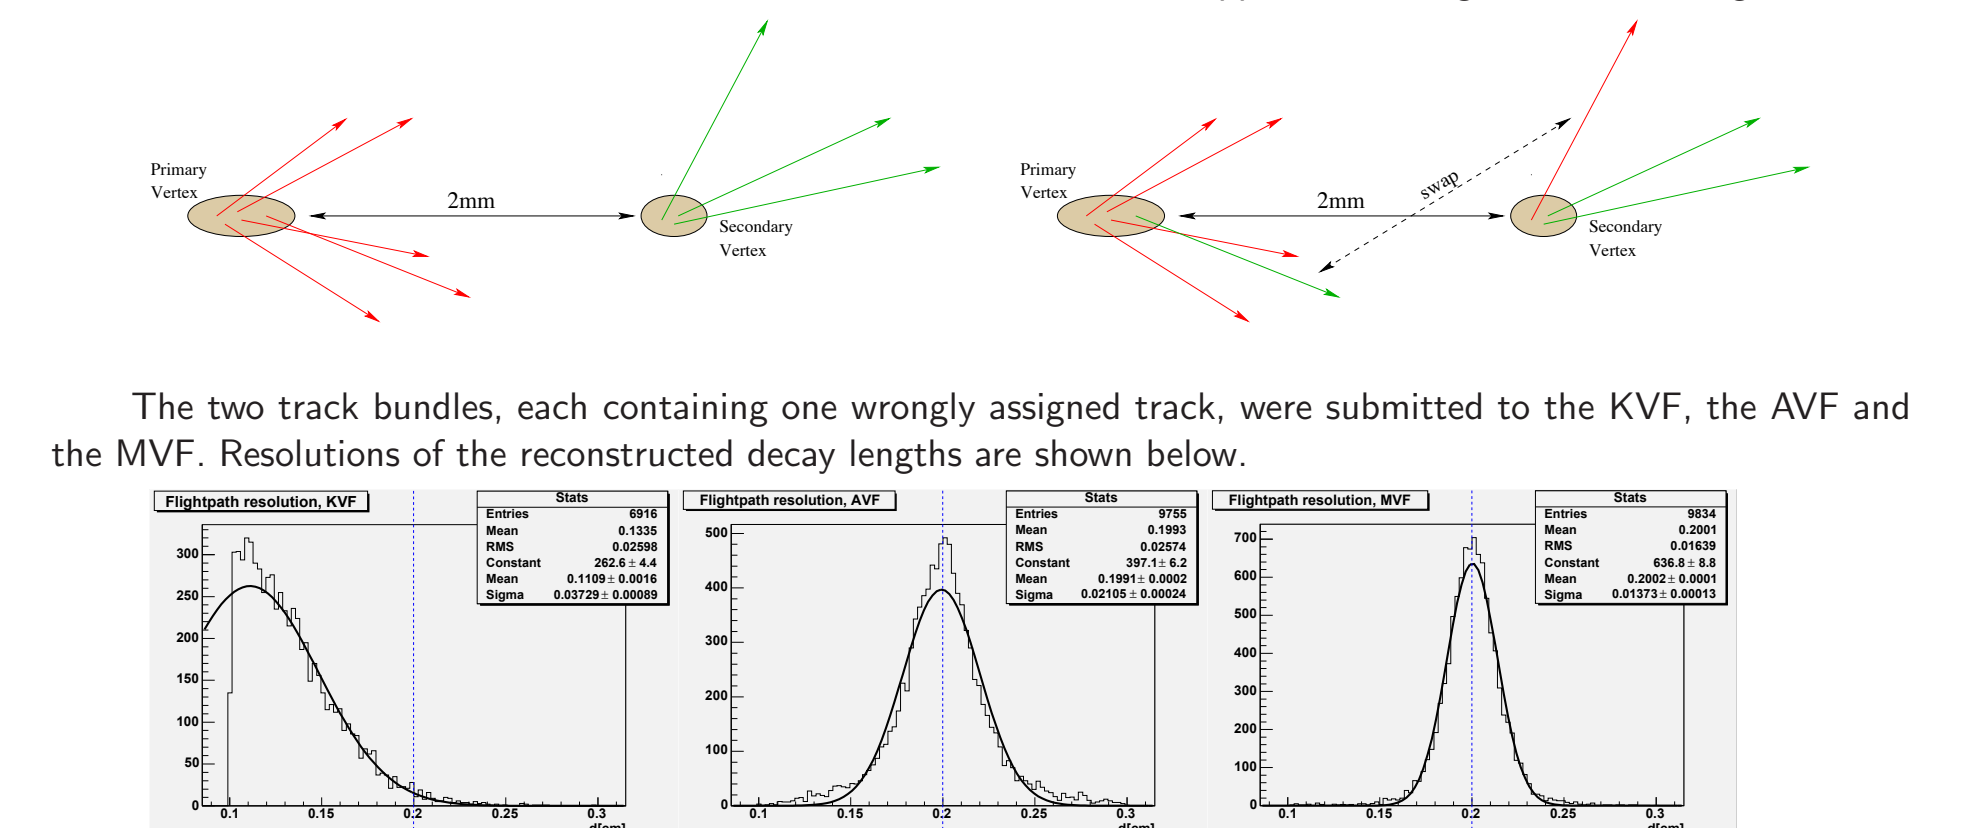 Primary
Vertex
2mm
Secondary
Vertex
Primary
Vertex
2mm
swap
Secondary
Vertex
The two track bundles, each containing one wrongly assigned track, were submitted to the KVF, the AVF and
the MVF. Resolutions of the reconstructed decay lengths are shown below.
Flightpath resolution, KVF
Stats
Entries 6916
Mean 0.1335
RMS 0.02598
Constant 262.6 ± 4.4
Mean 0.1109 ± 0.0016
Sigma 0.03729 ± 0.00089
300
250
200
150
100
50
0
0.1 0.15 0.2 0.25 0.3
d[cm]
Flightpath resolution, AVF
Stats
Entries 9755
Mean 0.1993
RMS 0.02574
Constant 397.1 ± 6.2
Mean 0.1991 ± 0.0002
Sigma 0.02105 ± 0.00024
500
400
300
200
100
0
0.1 0.15 0.2 0.25 0.3
d[cm]
Flightpath resolution, MVF
Stats
Entries 9834
Mean 0.2001
RMS 0.01639
Constant 636.8 ± 8.8
Mean 0.2002 ± 0.0001
Sigma 0.01373 ± 0.00013
700
600
500
400
300
200
100
0
0.1 0.15 0.2 0.25 0.3
d[cm]